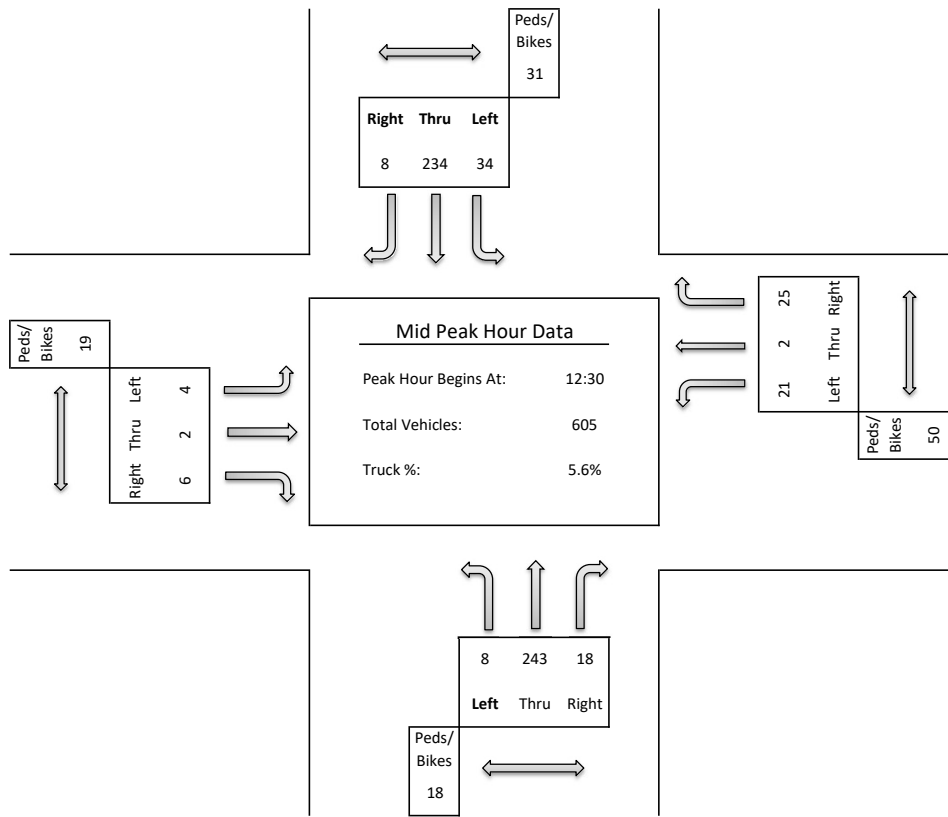 Peds/
Bikes
31
Right Thru Left
8 234 34
Peds/
Bikes
19
Left
Thru
Right
4
2
6
Mid Peak Hour Data
Peak Hour Begins At: 12:30
Total Vehicles: 605
Truck %: 5.6%
25
2
21
Right
Thru
Left
Peds/
Bikes
50
8 243 18
Left Thru Right
Peds/
Bikes
18